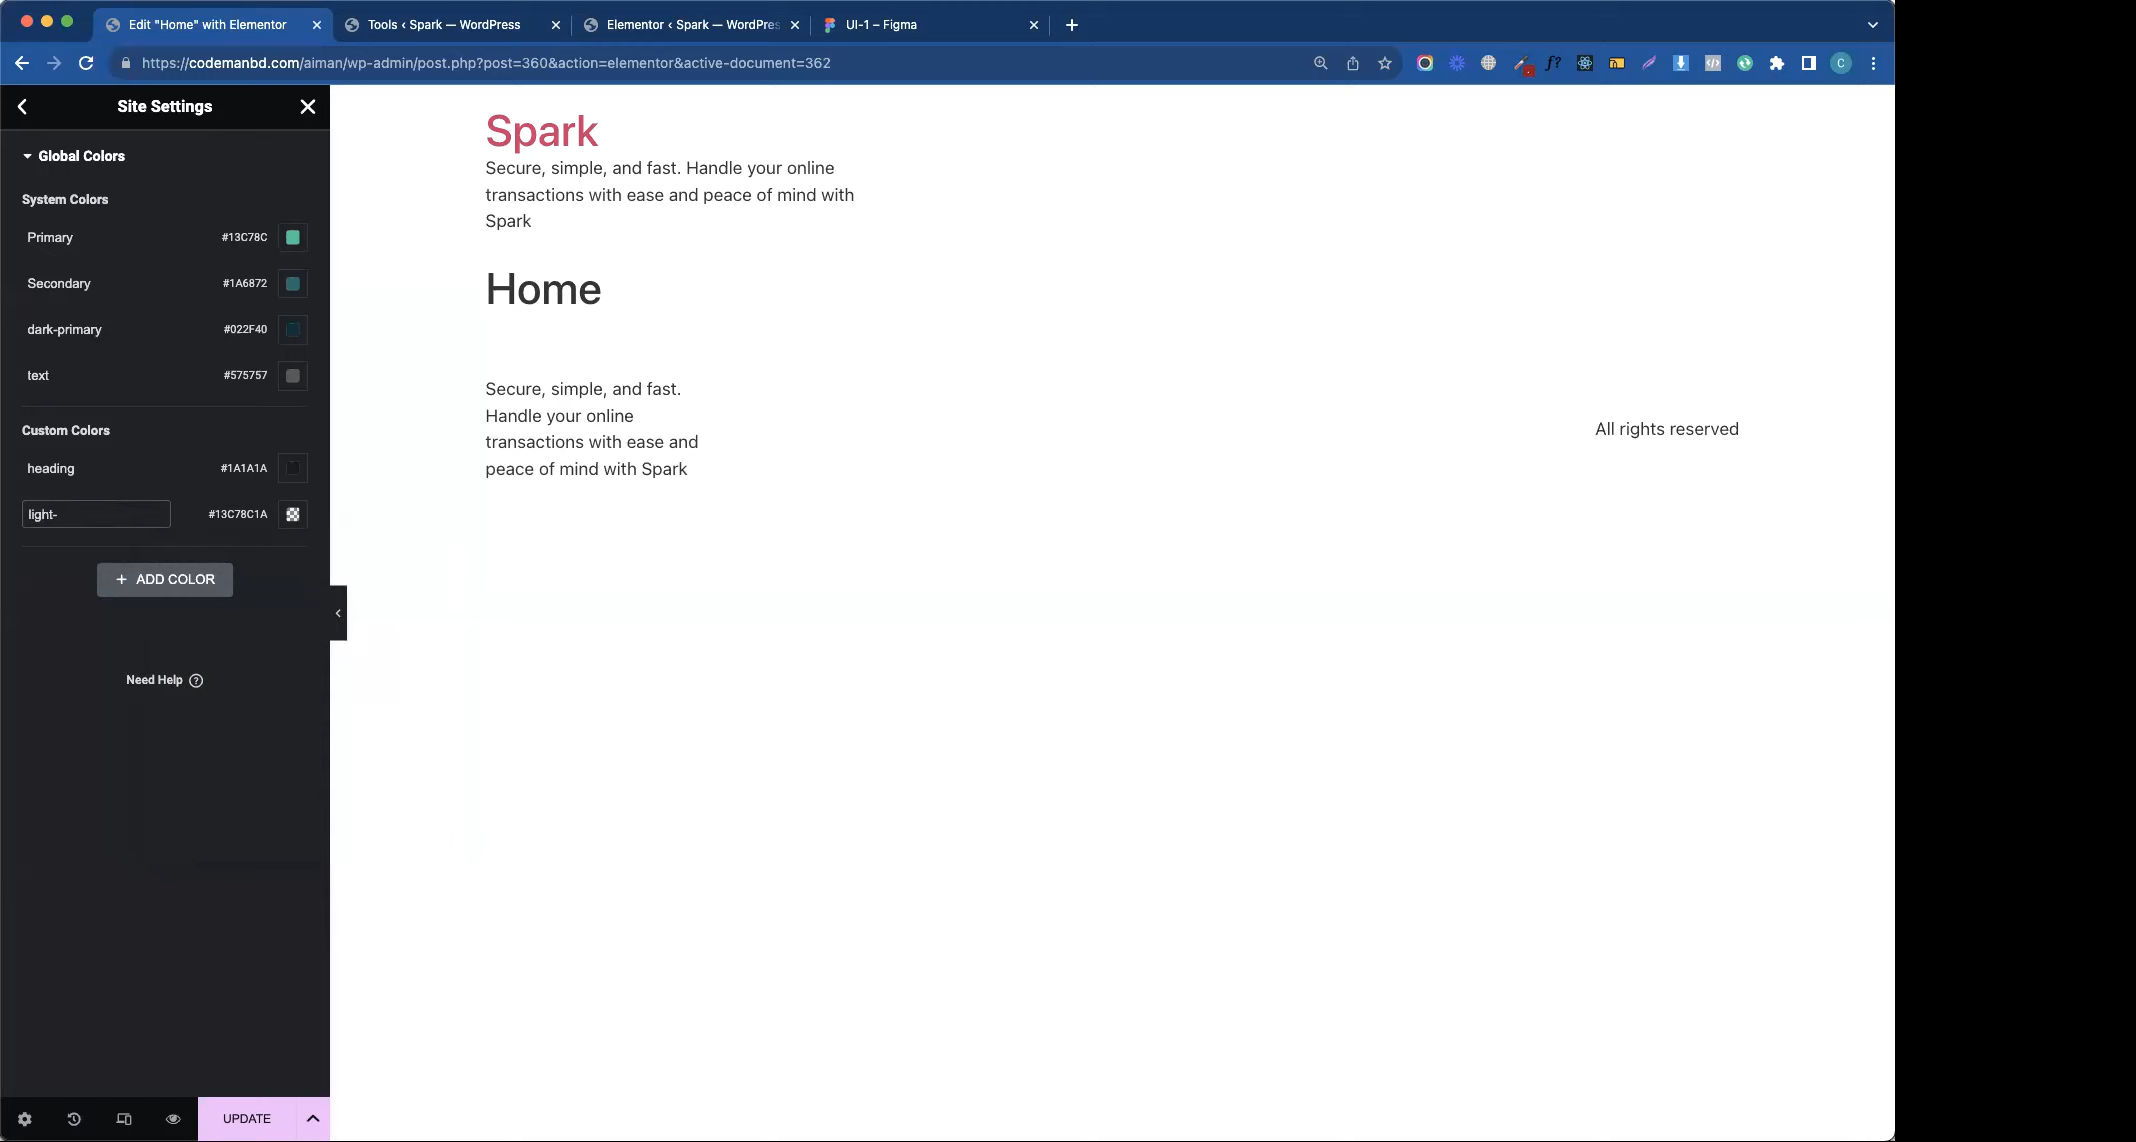 Edit "Home" with Elementor
Tools ‹ Spark — WordPress
Elementor ‹ Spark — WordPres
UI-1 – Figma
https://codemanbd.com/aiman/wp-admin/post.php?post=360&action=elementor&active-document=362
f?
C
Site Settings
Global Colors
System Colors
Primary #13C78C
Secondary #1A6872
dark-primary #022F40
text #575757
Custom Colors
heading #1A1A1A
light- #13C78C1A
+ ADD COLOR
Need Help ?
UPDATE
Spark
Secure, simple, and fast. Handle your online
transactions with ease and peace of mind with
Spark
Home
Secure, simple, and fast.
Handle your online
transactions with ease and
peace of mind with Spark
All rights reserved